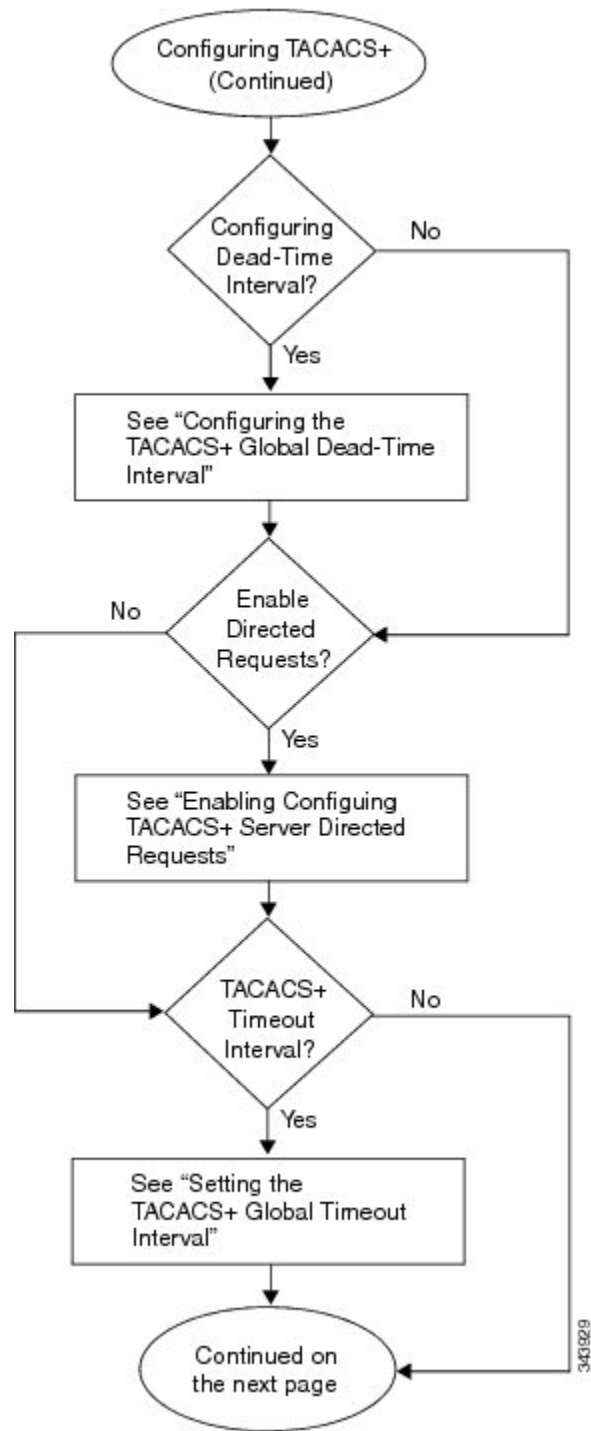 Configuring TACACS+
(Continued)
Configuring
Dead-Time
Interval?
No
Yes
See “Configuring the
TACACS+ Global Dead-Time
Interval”
No
Enable
Directed
Requests?
Yes
See “Enabling Configuing
TACACS+ Server Directed
Requests”
TACACS+
Timeout
Interval?
No
Yes
See “Setting the
TACACS+ Global Timeout
Interval”
Continued on
the next page
343929